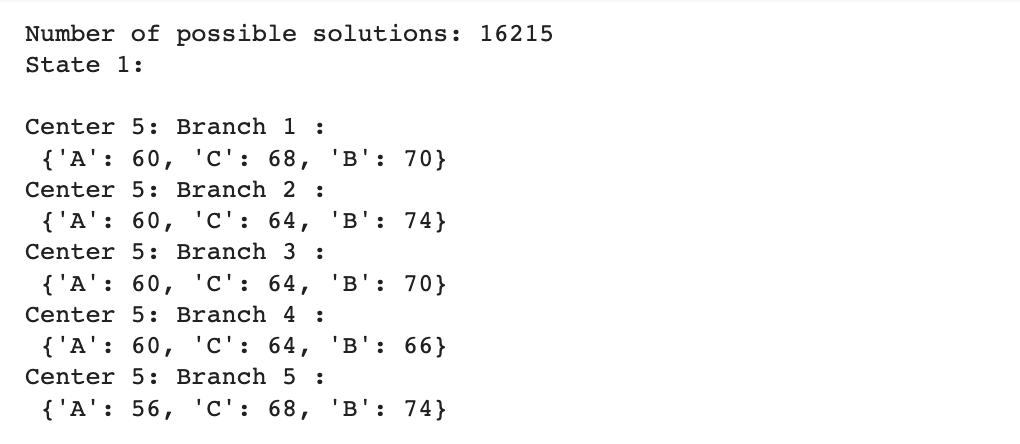 Number of possible solutions: 16215
State 1:
Center 5: Branch 1 :
{'A': 60, 'C': 68, 'B': 70}
Center 5: Branch 2 :
{'A': 60, 'C': 64, 'B': 74}
Center 5: Branch 3 :
{'A': 60, 'C': 64, 'B': 70}
Center 5: Branch 4 :
{'A': 60, 'C': 64, 'B': 66}
Center 5: Branch 5 :
{'A': 56, 'C': 68, 'B': 74}